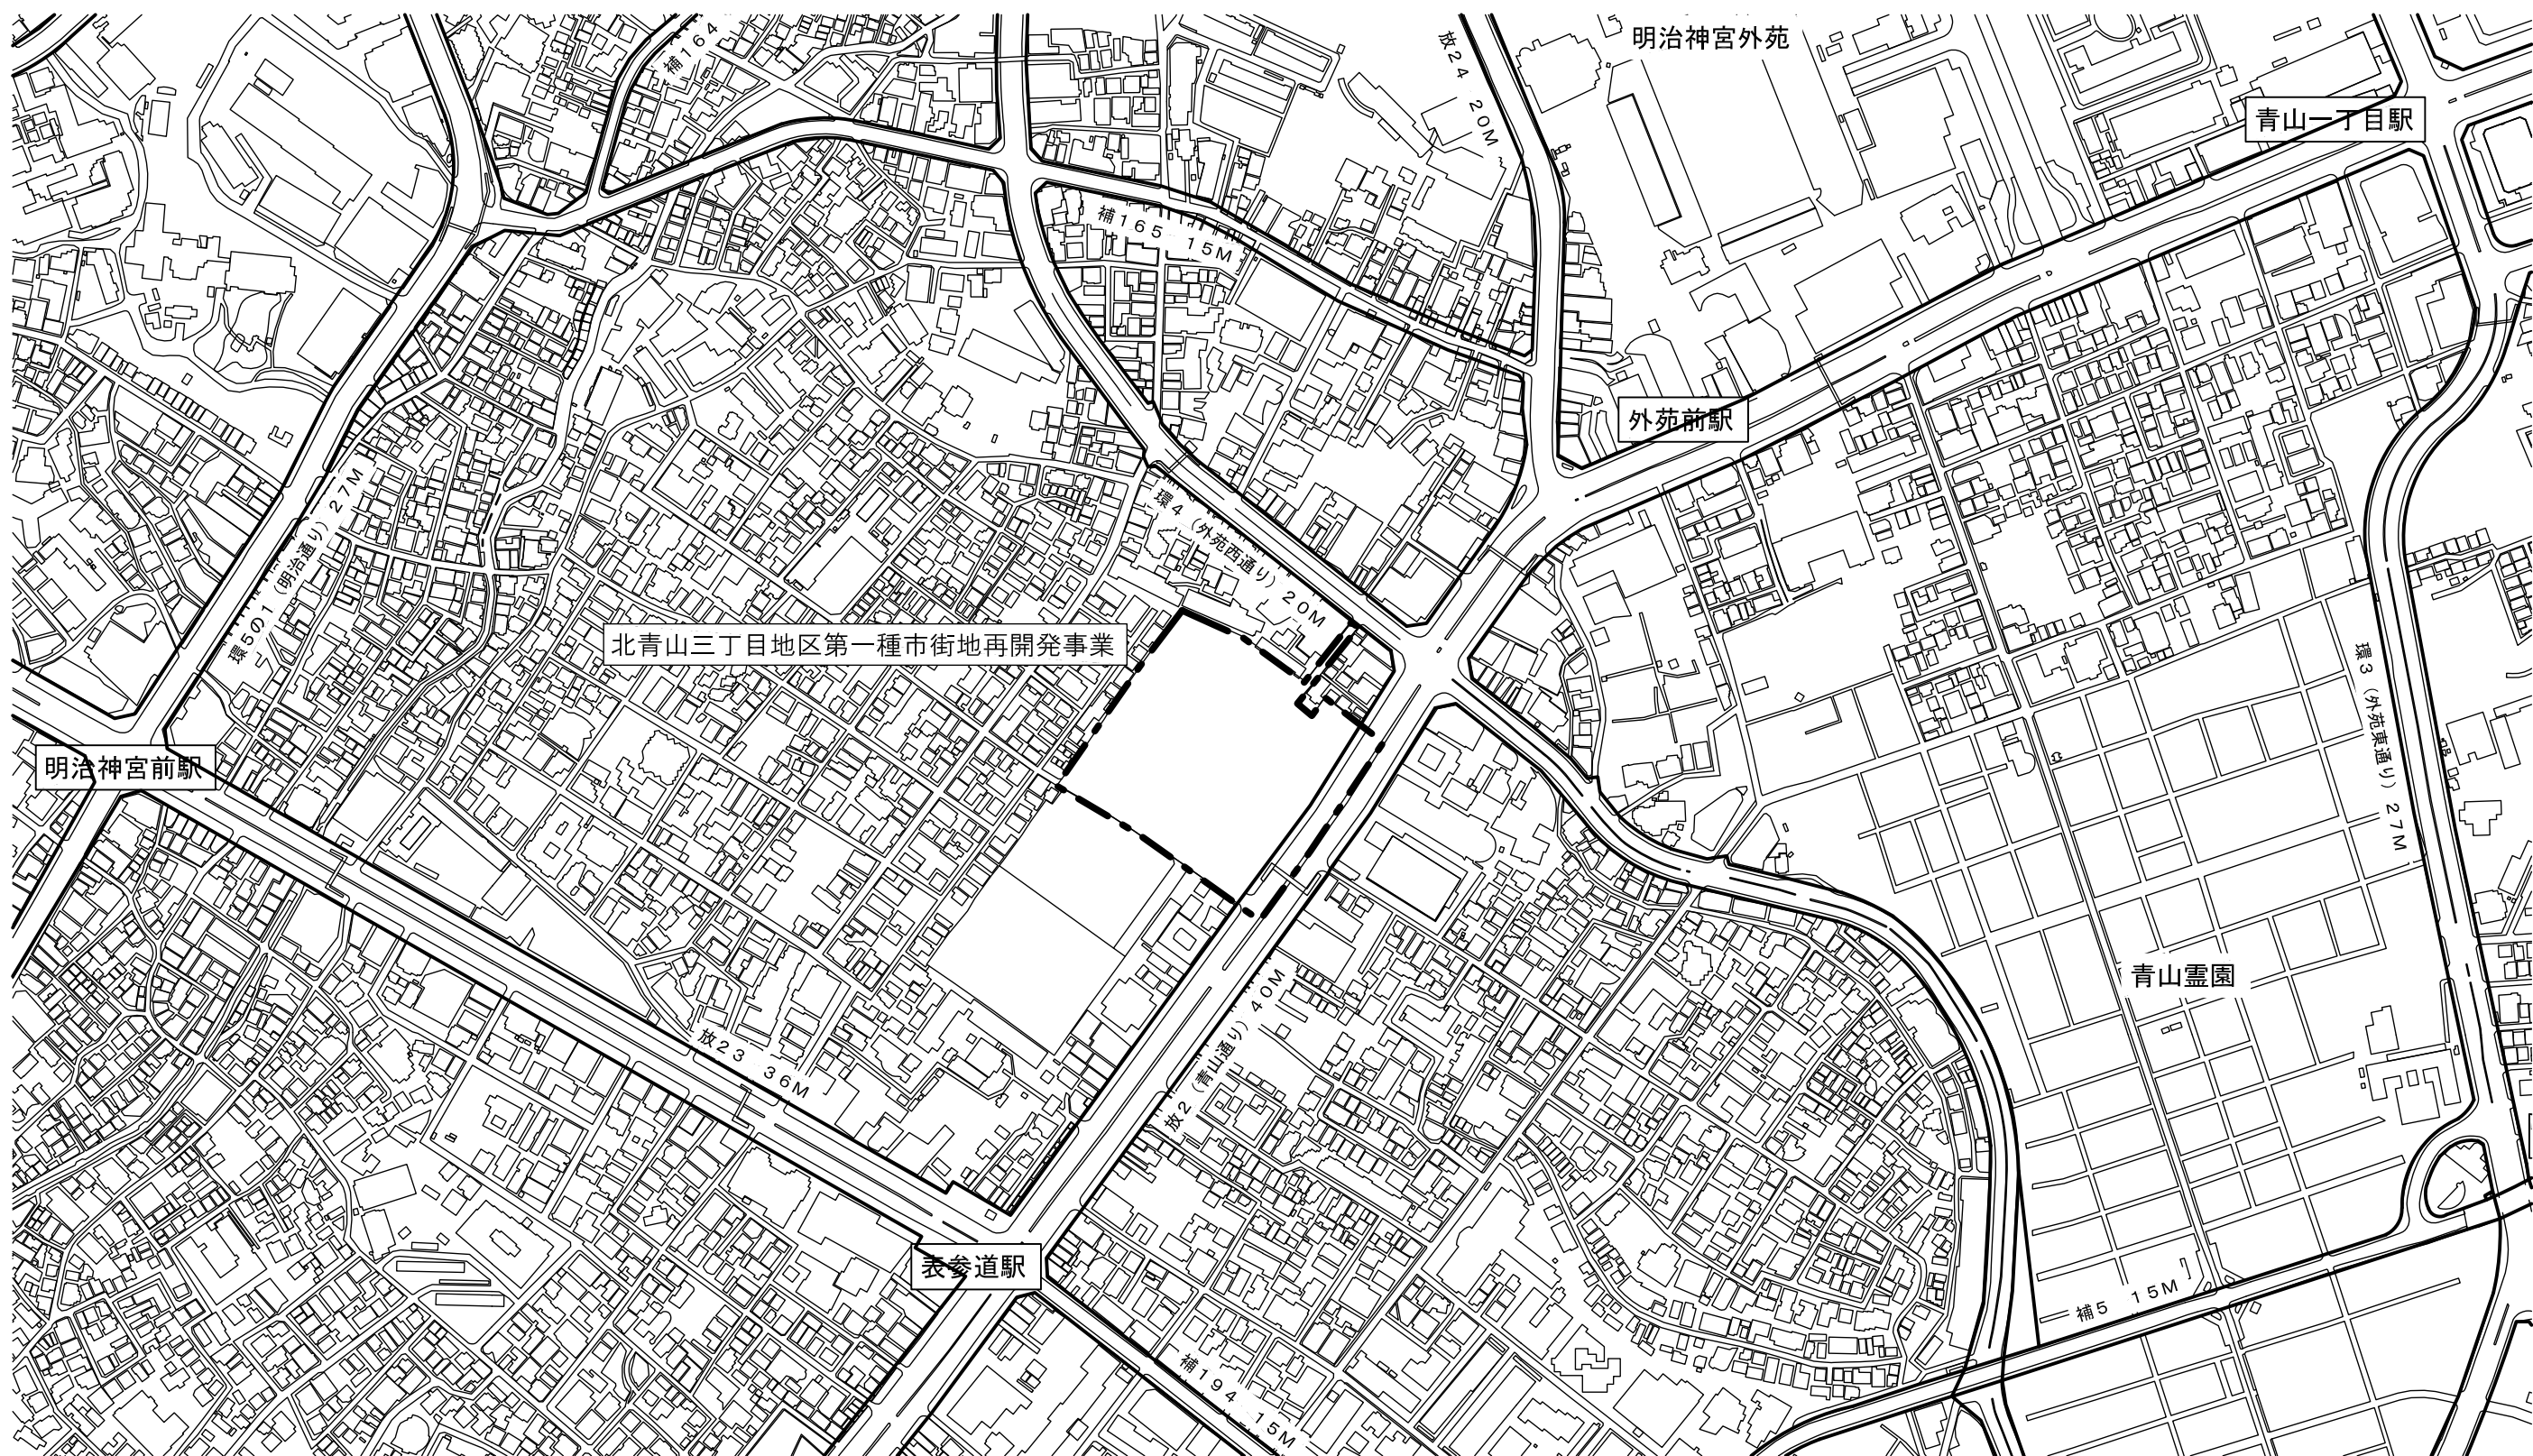 明治神宮外苑
補164
放24 20M
青山一丁目駅
補165 15M
外苑前駅
環4(外苑西通り)20M
環5の1(明治通り)27M
北青山三丁目地区第一種市街地再開発事業
環3(外苑東通り)27M
明治神宮前駅
青山霊園
放23 36M
放2(青山通り)40M
表参道駅
補5 15M
補194 15M